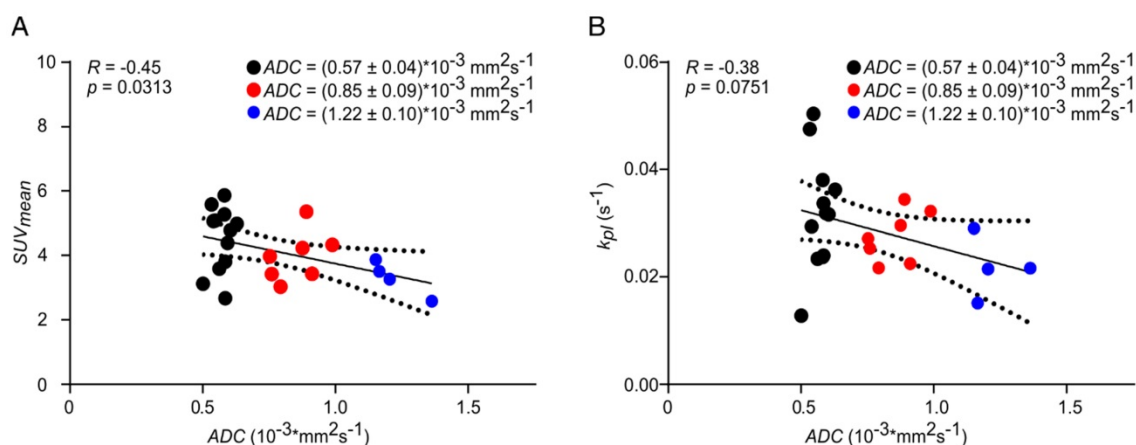 A
R = -0.45
p = 0.0313
ADC = (0.57 ± 0.04)*10⁻³ mm²s⁻¹
ADC = (0.85 ± 0.09)*10⁻³ mm²s⁻¹
ADC = (1.22 ± 0.10)*10⁻³ mm²s⁻¹
SUVmean
10
8
6
4
2
0
0
0.5
1.0
1.5
ADC (10⁻³*mm²s⁻¹)
B
R = -0.38
p = 0.0751
ADC = (0.57 ± 0.04)*10⁻³ mm²s⁻¹
ADC = (0.85 ± 0.09)*10⁻³ mm²s⁻¹
ADC = (1.22 ± 0.10)*10⁻³ mm²s⁻¹
kpl (s⁻¹)
0.06
0.04
0.02
0.00
0
0.5
1.0
1.5
ADC (10⁻³*mm²s⁻¹)